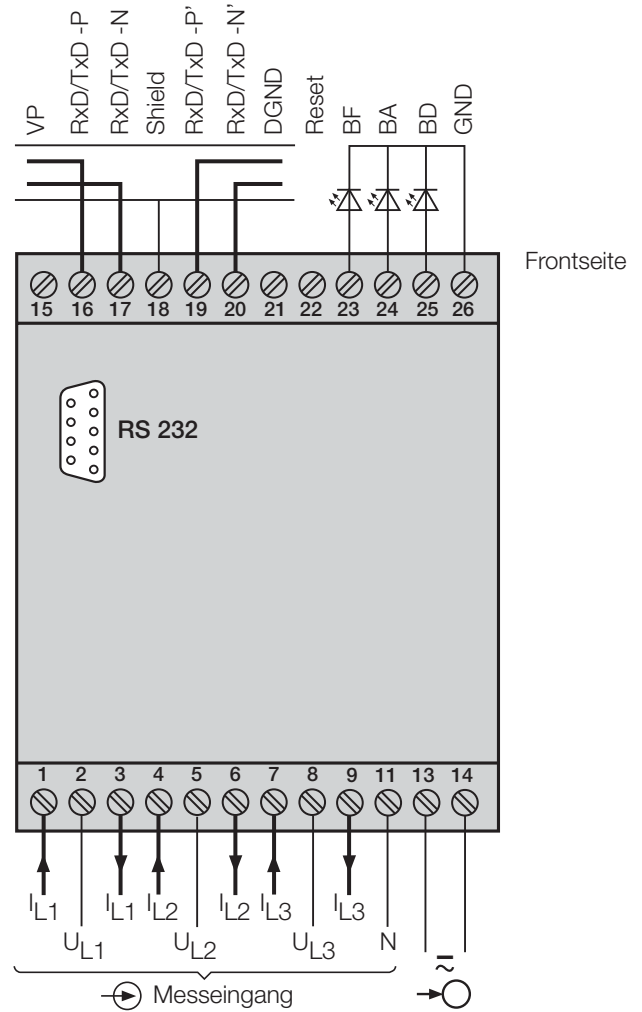 VP RxD/TxD -P RxD/TxD -N Shield RxD/TxD -P' RxD/TxD -N' DGND Reset BF BA BD GND
Frontseite
15 16 17 18 19 20 21 22 23 24 25 26
RS 232
1 2 3 4 5 6 7 8 9 11 13 14
IL1 IL1 IL2 IL2 IL3 IL3
UL1 UL2 UL3 N
Messeingang